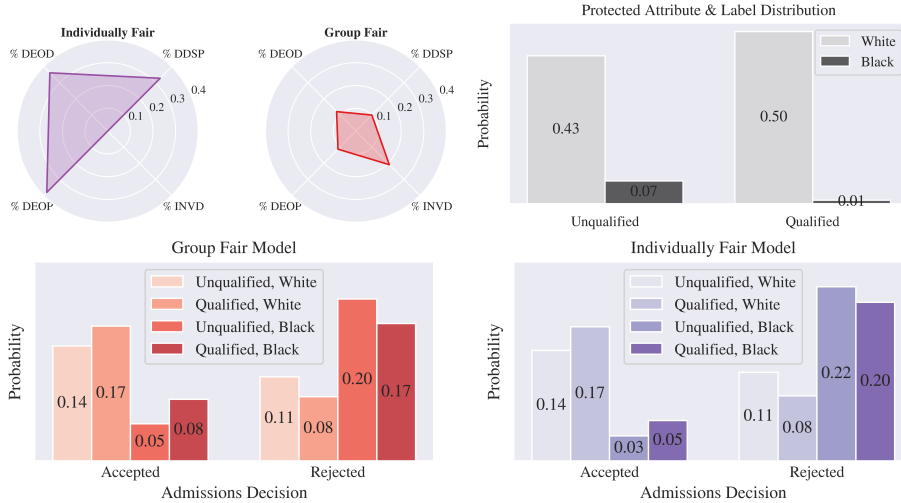 Individually Fair
% DEOD
% DDSP
0.1
0.2
0.3
0.4
% DEOP
% INVD
Group Fair
% DEOD
% DDSP
0.1
0.2
0.3
0.4
% DEOP
% INVD
Protected Attribute & Label Distribution
Probability
White
Black
0.43
0.07
0.50
0.01
Unqualified
Qualified
Group Fair Model
Probability
Unqualified, White
Qualified, White
Unqualified, Black
Qualified, Black
0.14
0.17
0.05
0.08
0.11
0.08
0.20
0.17
Accepted
Rejected
Admissions Decision
Individually Fair Model
Probability
Unqualified, White
Qualified, White
Unqualified, Black
Qualified, Black
0.14
0.17
0.03
0.05
0.11
0.08
0.22
0.20
Accepted
Rejected
Admissions Decision